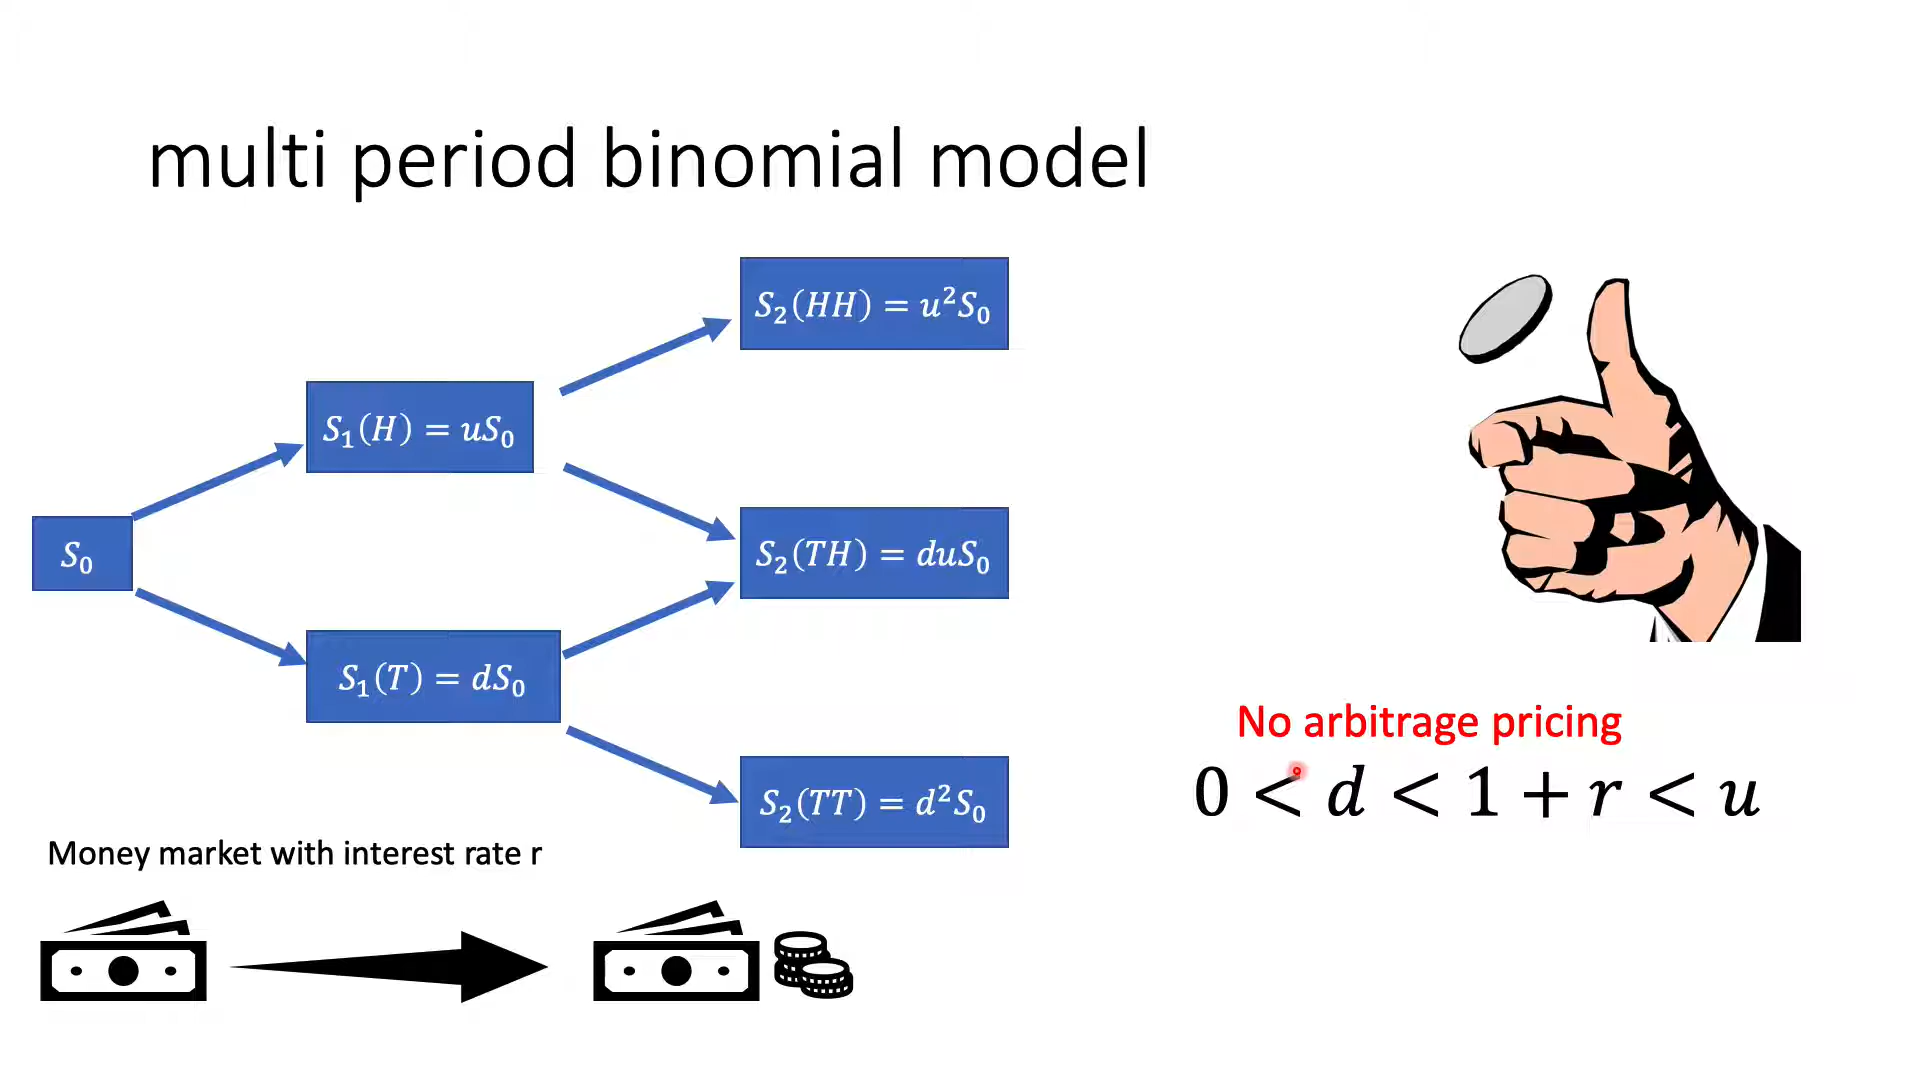 multi period binomial model
S₂(HH) = u²S₀
S₁(H) = uS₀
S₀
S₂(TH) = duS₀
S₁(T) = dS₀
S₂(TT) = d²S₀
No arbitrage pricing
0 < d < 1 + r < u
Money market with interest rate r